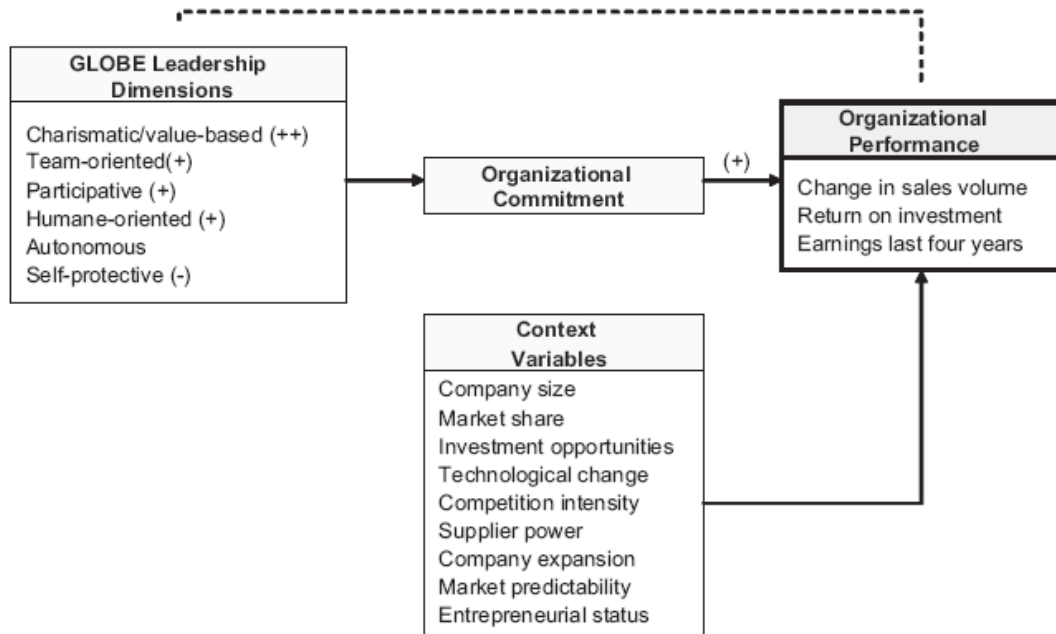 GLOBE Leadership
Dimensions
Charismatic/value-based (++)
Team-oriented(+)
Participative (+)
Humane-oriented (+)
Autonomous
Self-protective (-)
Organizational
Commitment
(+)
Organizational
Performance
Change in sales volume
Return on investment
Earnings last four years
Context
Variables
Company size
Market share
Investment opportunities
Technological change
Competition intensity
Supplier power
Company expansion
Market predictability
Entrepreneurial status